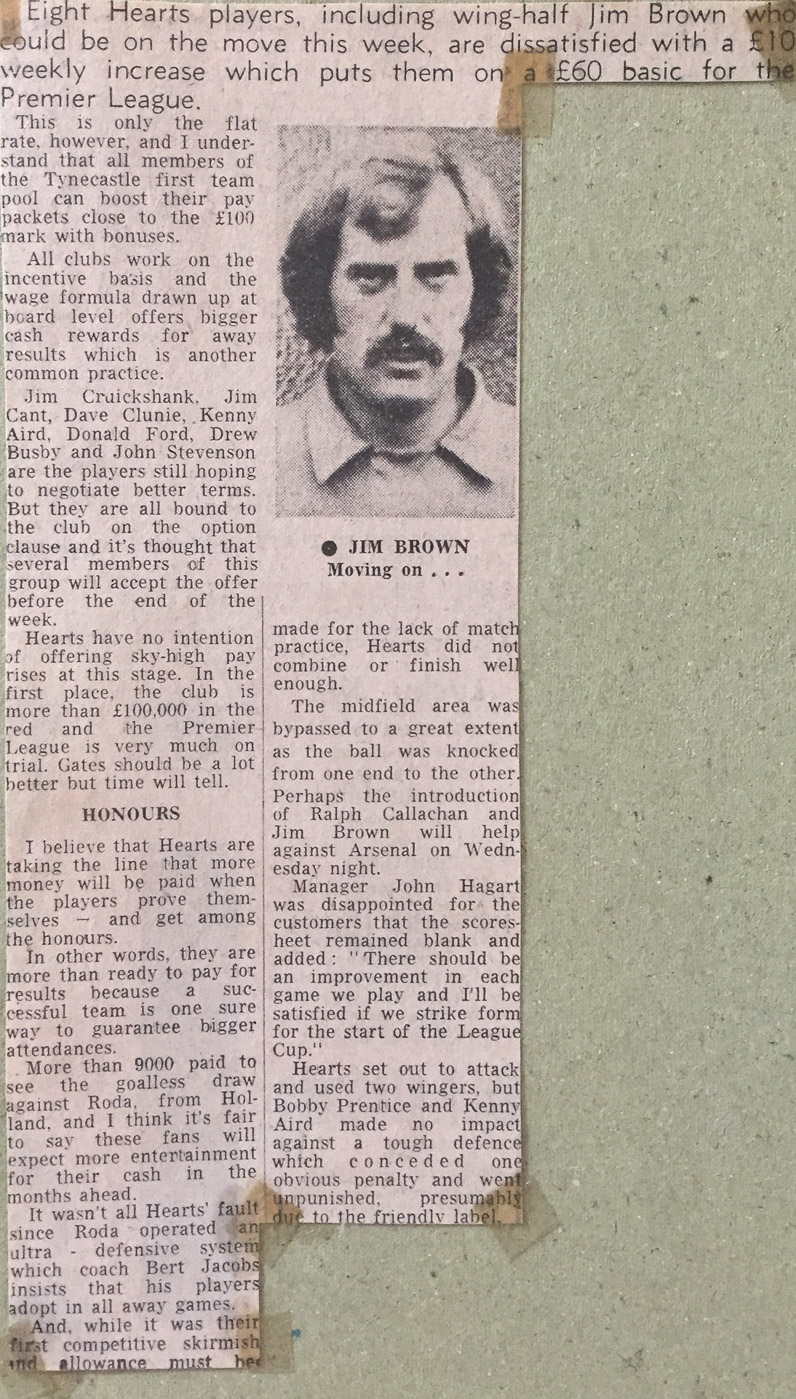 Eight Hearts players, including wing-half Jim Brown who
could be on the move this week, are dissatisfied with a £10
weekly increase which puts them on a £60 basic for the
Premier League.
This is only the flat
rate, however, and I under-
stand that all members of
the Tynecastle first team
pool can boost their pay
packets close to the £100
mark with bonuses.
All clubs work on the
incentive basis and the
wage formula drawn up at
board level offers bigger
cash rewards for away
results which is another
common practice.
Jim Cruickshank, Jim
Cant, Dave Clunie, Kenny
Aird, Donald Ford, Drew
Busby and John Stevenson
are the players still hoping
to negotiate better terms.
But they are all bound to
the club on the option
clause and it's thought that
several members of this
group will accept the offer
before the end of the
week.
Hearts have no intention
of offering sky-high pay
rises at this stage. In the
first place, the club is
more than £100,000 in the
red and the Premier
League is very much on
trial. Gates should be a lot
better but time will tell.
HONOURS
I believe that Hearts are
taking the line that more
money will be paid when
the players prove them-
selves — and get among
the honours.
In other words, they are
more than ready to pay for
results because a suc-
cessful team is one sure
way to guarantee bigger
attendances.
More than 9000 paid to
see the goalless draw
against Roda, from Hol-
land, and I think it's fair
to say these fans will
expect more entertainment
for their cash in the
months ahead.
It wasn't all Hearts' fault
since Roda operated an
ultra - defensive system
which coach Bert Jacobs
insists that his players
adopt in all away games.
And, while it was their
first competitive skirmish
and allowance must be
● JIM BROWN
Moving on . . .
made for the lack of match
practice, Hearts did not
combine or finish well
enough.
The midfield area was
bypassed to a great extent
as the ball was knocked
from one end to the other.
Perhaps the introduction
of Ralph Callachan and
Jim Brown will help
against Arsenal on Wedn-
esday night.
Manager John Hagart
was disappointed for the
customers that the scores-
heet remained blank and
added: "There should be
an improvement in each
game we play and I'll be
satisfied if we strike form
for the start of the League
Cup."
Hearts set out to attack
and used two wingers, but
Bobby Prentice and Kenny
Aird made no impact
against a tough defence
which conceded one
obvious penalty and went
unpunished, presumably
due to the friendly label.